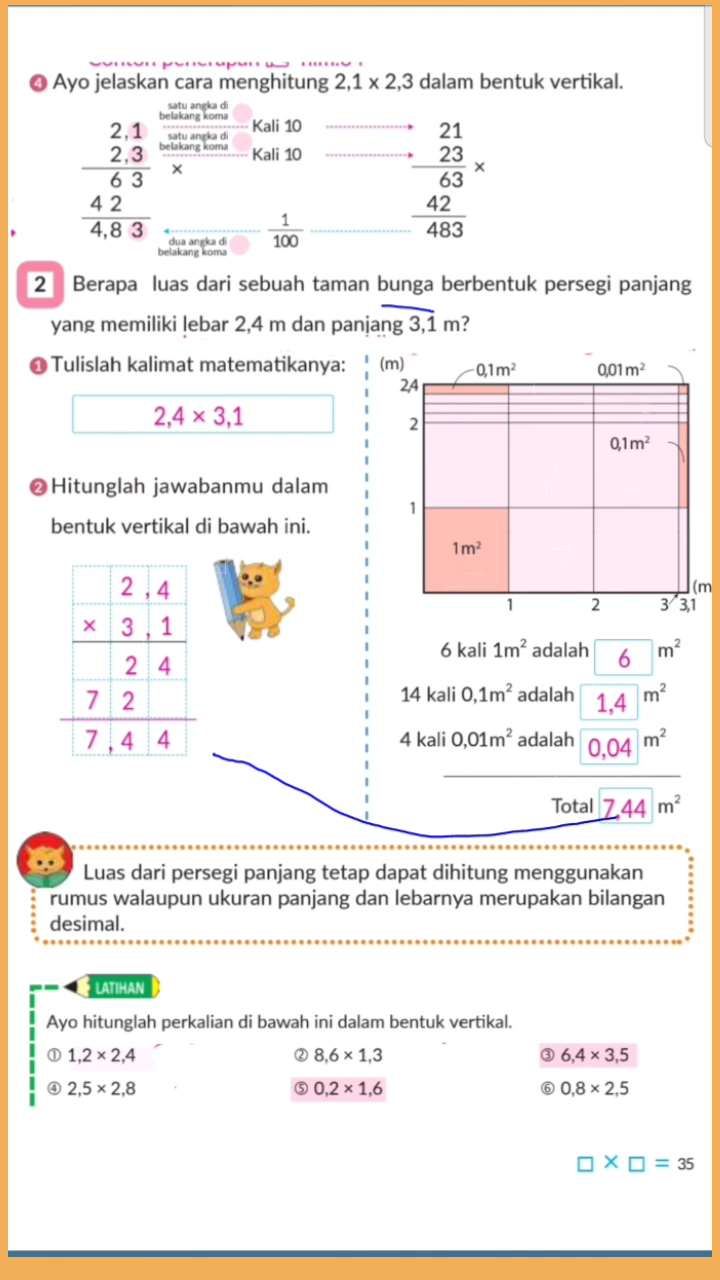 4 Ayo jelaskan cara menghitung 2,1 x 2,3 dalam bentuk vertikal.
satu angka di
belakang koma
2,1 Kali 10 21
satu angka di
belakang koma
2,3 Kali 10 23
× ×
6 3 63
4 2 42
4,8 3 1/100 483
dua angka di
belakang koma
2 Berapa luas dari sebuah taman bunga berbentuk persegi panjang
yang memiliki lebar 2,4 m dan panjang 3,1 m?
1 Tulislah kalimat matematikanya:
2,4 × 3,1
2 Hitunglah jawabanmu dalam
bentuk vertikal di bawah ini.
2,4
× 3,1
2 4
7 2
7,4 4
(m) 0,1m² 0,01m²
2,4
2
0,1m²
1
1m²
(m
1 2 3 3,1
6 kali 1m² adalah 6 m²
14 kali 0,1m² adalah 1,4 m²
4 kali 0,01m² adalah 0,04 m²
Total 7,44 m²
Luas dari persegi panjang tetap dapat dihitung menggunakan
rumus walaupun ukuran panjang dan lebarnya merupakan bilangan
desimal.
LATIHAN
Ayo hitunglah perkalian di bawah ini dalam bentuk vertikal.
① 1,2 × 2,4 ② 8,6 × 1,3 ③ 6,4 × 3,5
④ 2,5 × 2,8 ⑤ 0,2 × 1,6 ⑥ 0,8 × 2,5
□ × □ = 35